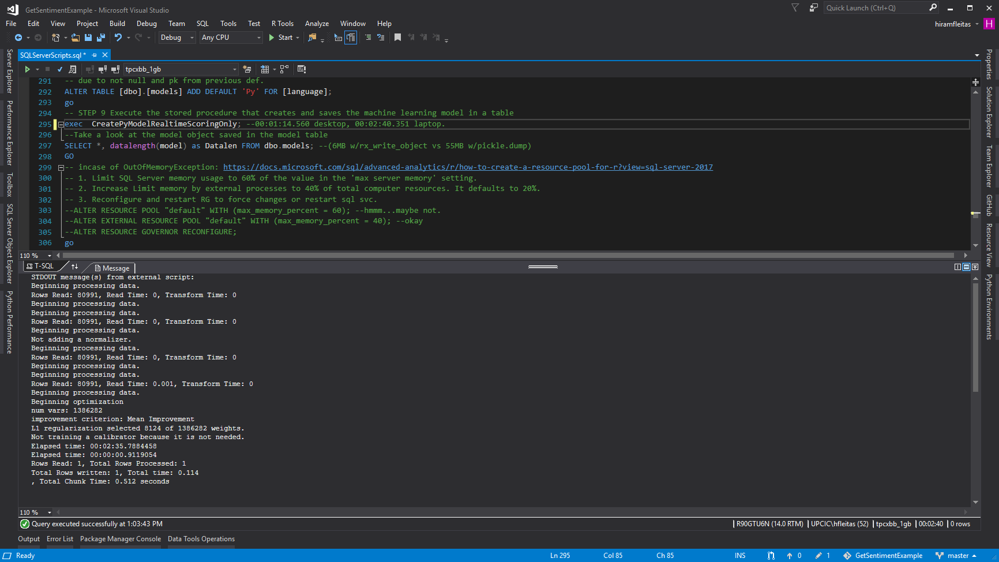 GetSentimentExample - Microsoft Visual Studio
Quick Launch (Ctrl+Q)
File Edit View Project Build Debug Team SQL Tools Test R Tools Analyze Window Help
hiramfleitas H
Debug Any CPU Start
SQLServerScripts.sql *
tpcxbb_1gb
291 -- due to not null and pk from previous def.
292 ALTER TABLE [dbo].[models] ADD DEFAULT 'Py' FOR [language];
293 go
294 -- STEP 9 Execute the stored procedure that creates and saves the machine learning model in a table
295 exec  CreatePyModelRealtimeScoringOnly; --00:01:14.560 desktop, 00:02:40.351 laptop.
296 --Take a look at the model object saved in the model table
297 SELECT *, datalength(model) as Datalen FROM dbo.models; --(6MB w/rx_write_object vs 55MB w/pickle.dump)
298 GO
299 -- incase of OutOfMemoryException: https://docs.microsoft.com/sql/advanced-analytics/r/how-to-create-a-resource-pool-for-r?view=sql-server-2017
300 -- 1. Limit SQL Server memory usage to 60% of the value in the 'max server memory' setting.
301 -- 2. Increase Limit memory by external processes to 40% of total computer resources. It defaults to 20%.
302 -- 3. Reconfigure and restart RG to force changes or restart sql svc.
303 --ALTER RESOURCE POOL "default" WITH (max_memory_percent = 60); --hmmm...maybe not.
304 --ALTER EXTERNAL RESOURCE POOL "default" WITH (max_memory_percent = 40); --okay
305 --ALTER RESOURCE GOVERNOR RECONFIGURE;
306 go
110 %
T-SQL Message
STDOUT message(s) from external script:
Beginning processing data.
Rows Read: 80991, Read Time: 0, Transform Time: 0
Beginning processing data.
Beginning processing data.
Rows Read: 80991, Read Time: 0, Transform Time: 0
Beginning processing data.
Not adding a normalizer.
Beginning processing data.
Rows Read: 80991, Read Time: 0, Transform Time: 0
Beginning processing data.
Beginning processing data.
Rows Read: 80991, Read Time: 0.001, Transform Time: 0
Beginning processing data.
Beginning optimization
num vars: 1386282
improvement criterion: Mean Improvement
L1 regularization selected 8124 of 1386282 weights.
Not training a calibrator because it is not needed.
Elapsed time: 00:02:35.7884458
Elapsed time: 00:00:00.9119054
Rows Read: 1, Total Rows Processed: 1
Total Rows written: 1, Total time: 0.114
, Total Chunk Time: 0.512 seconds
110 %
Query executed successfully at 1:03:43 PM
R90GTU6N (14.0 RTM) UPCIC\hfleitas (52) tpcxbb_1gb 00:02:40 0 rows
Output Error List Package Manager Console Data Tools Operations
Ready Ln 295 Col 85 Ch 85 INS 0 1 GetSentimentExample master
Server Explorer
Performance Explorer
Toolbox
SQL Server Object Explorer
Python Performance
Properties
Solution Explorer
Team Explorer
GitHub
Resource View
Python Environments